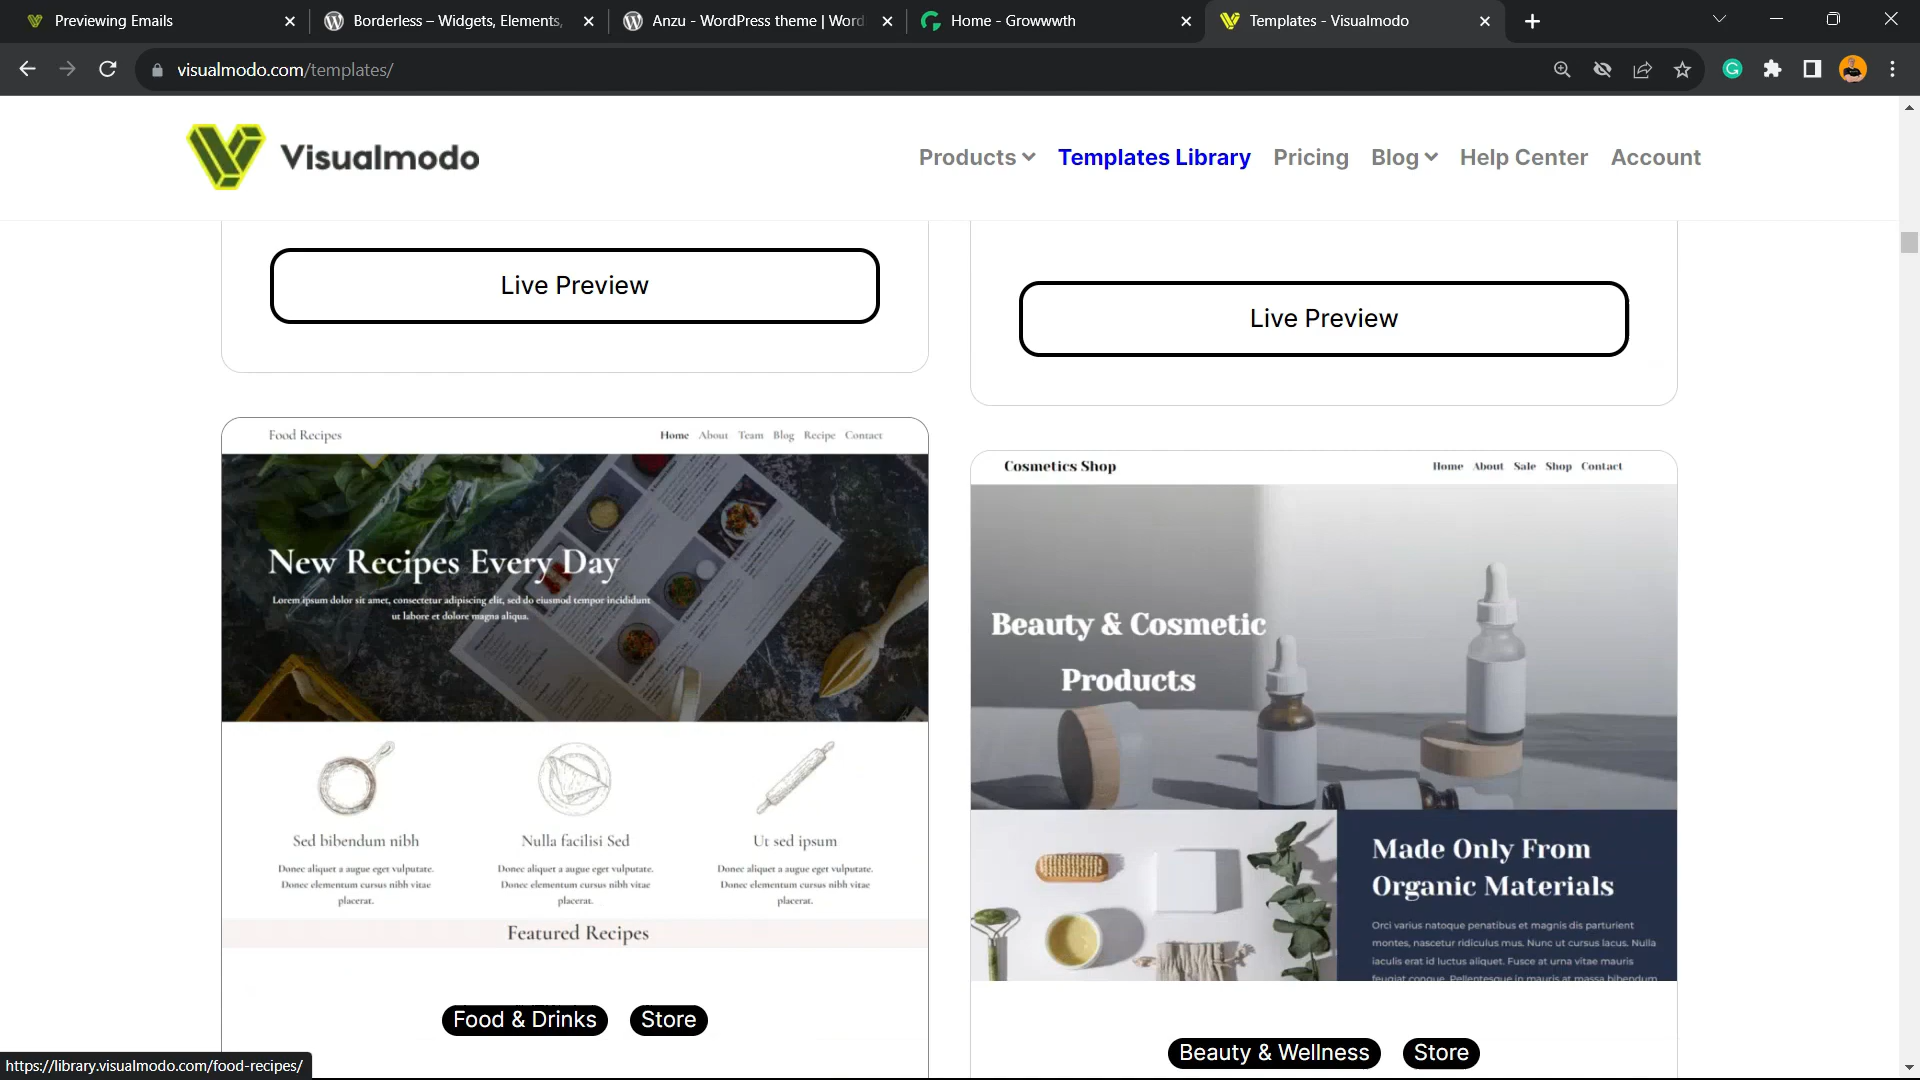 Previewing Emails
Borderless – Widgets, Elements,
Anzu - WordPress theme | Word
Home - Growwwth
Templates - Visualmodo
visualmodo.com/templates/
Visualmodo
Products
Templates Library
Pricing
Blog
Help Center
Account
Live Preview
Live Preview
Food Recipes
Home About Team Blog Recipe Contact
New Recipes Every Day
Lorem ipsum dolor sit amet, consectetur adipiscing elit, sed do eiusmod tempor incididunt
ut labore et dolore magna aliqua.
Sed bibendum nibh
Donec aliquet a augue eget vulputate.
Donec elementum cursus nibh vitae
placerat.
Nulla facilisi Sed
Donec aliquet a augue eget vulputate.
Donec elementum cursus nibh vitae
placerat.
Ut sed ipsum
Donec aliquet a augue eget vulputate.
Donec elementum cursus nibh vitae
placerat.
Featured Recipes
Food & Drinks
Store
Cosmetics Shop
Home About Sale Shop Contact
Beauty & Cosmetic
Products
Made Only From
Organic Materials
Orci varius natoque penatibus et magnis dis parturient
montes, nascetur ridiculus mus. Nunc ut cursus lacus. Nulla
iaculis erat id luctus aliquet. Fusce at urna vitae mauris
feugiat congue. Pellentesque in mauris at massa bibendum
Beauty & Wellness
Store
https://library.visualmodo.com/food-recipes/